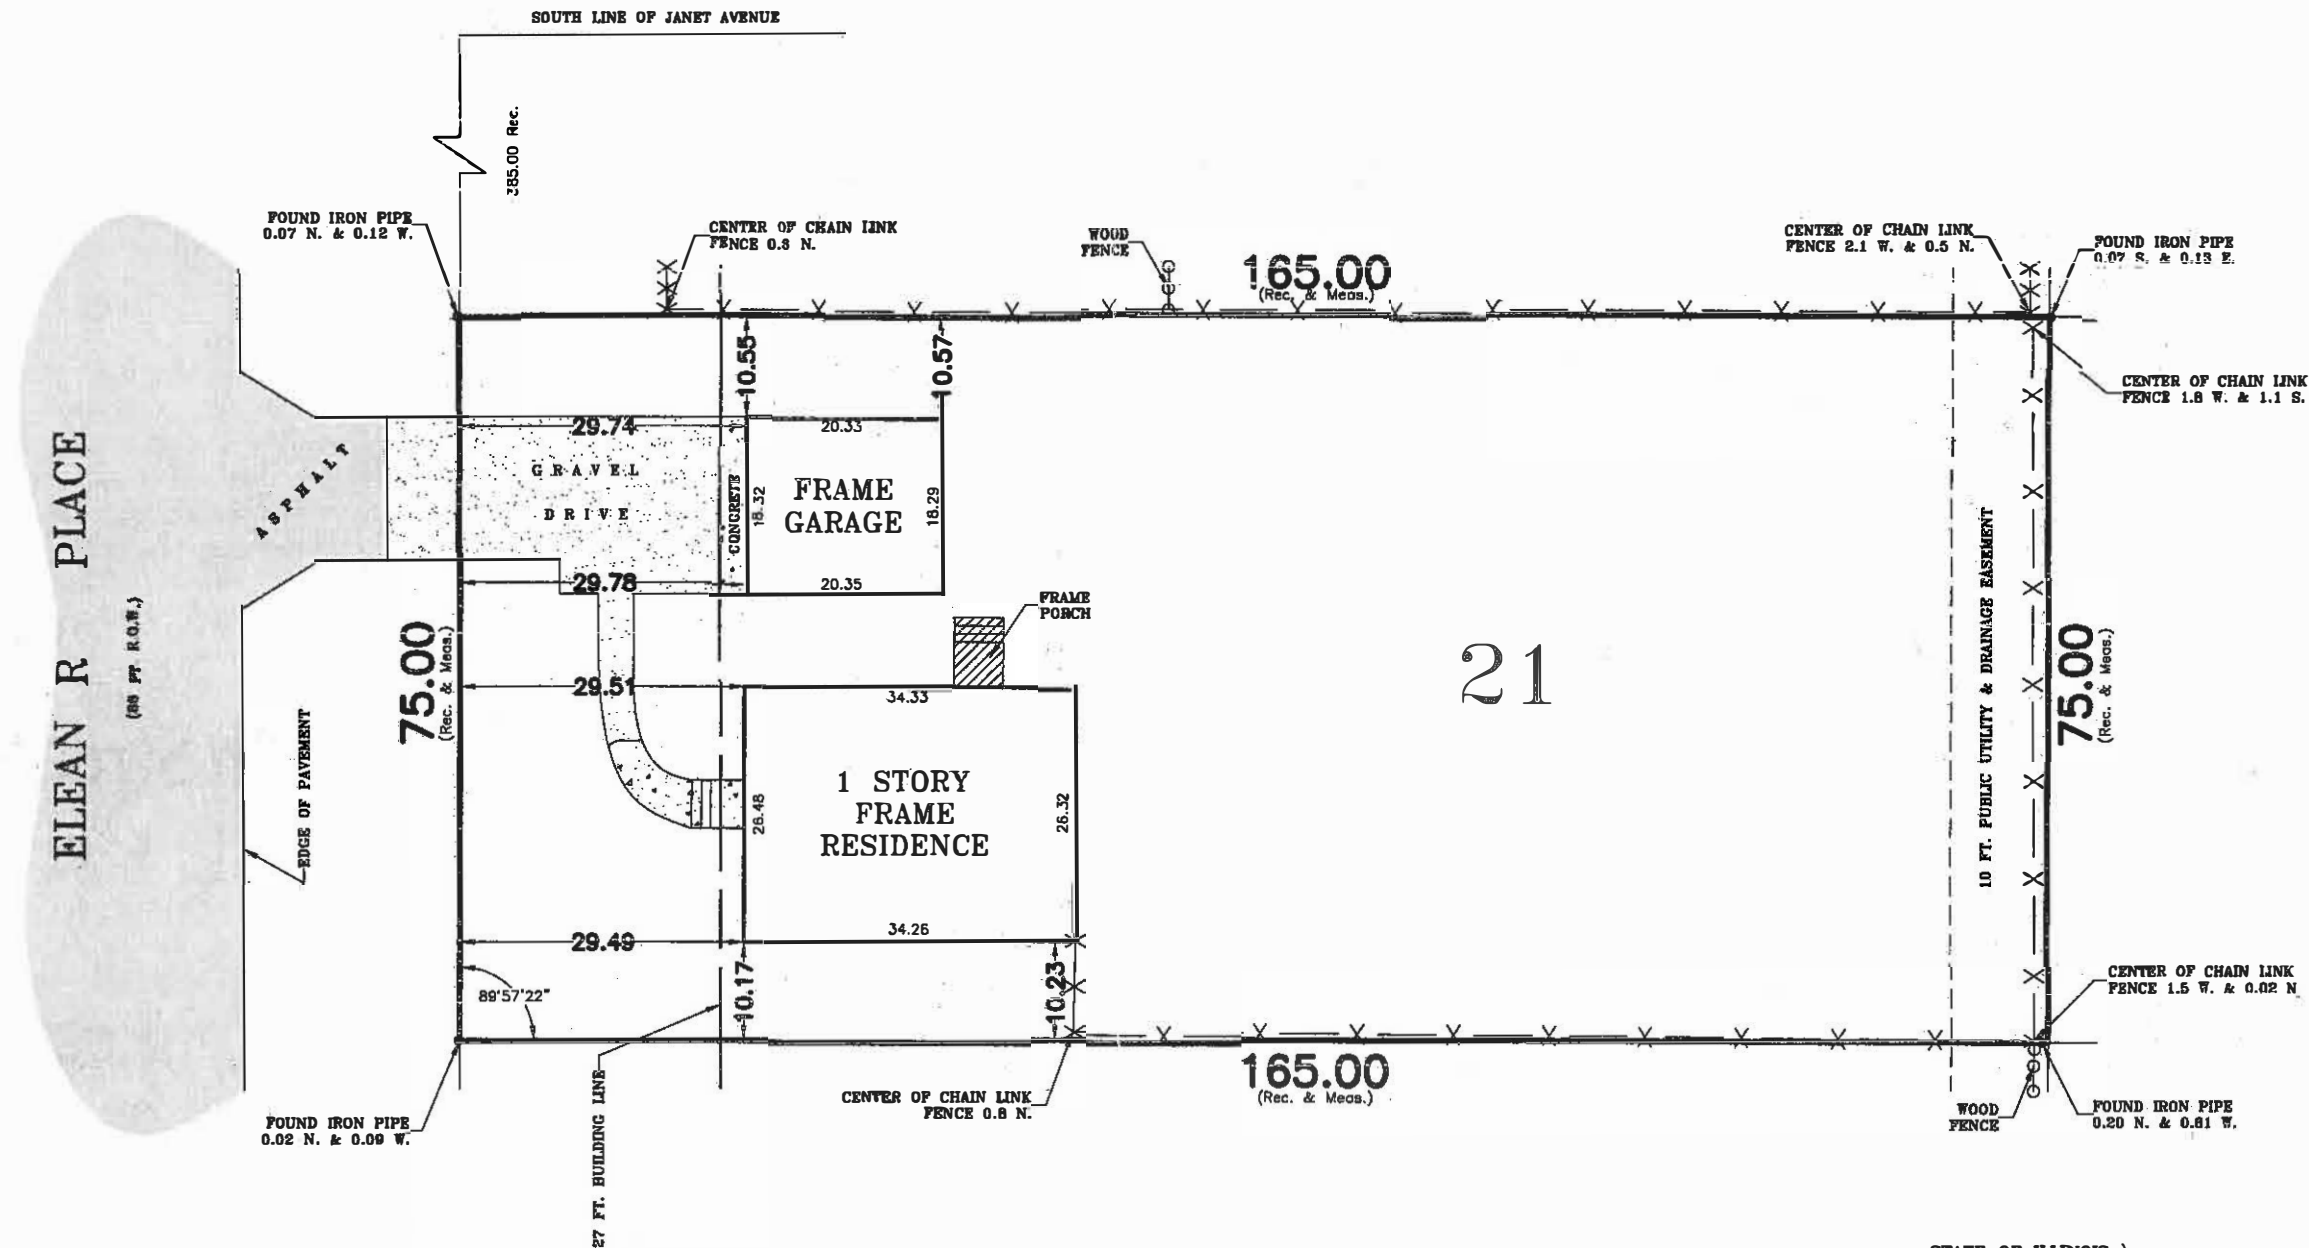 SOUTH LINE OF JANET AVENUE
385.00 Rec.
FOUND IRON PIPE
0.07 N. & 0.12 W.
CENTER OF CHAIN LINK
FENCE 0.3 N.
WOOD
FENCE
165.00
(Rec. & Meas.)
CENTER OF CHAIN LINK
FENCE 2.1 W. & 0.5 N.
FOUND IRON PIPE
0.07 S. & 0.13 E.
CENTER OF CHAIN LINK
FENCE 1.8 W. & 1.1 S.
10.55
10.57
ELEAN R PLACE
ASPHALT
29.74
GRAVEL
DRIVE
CONCRETE
18.32
20.33
FRAME
GARAGE
18.29
20.35
29.78
FRAME
PORCH
75.00
(Rec. & Meas.)
29.51
34.33
21
10 FT. PUBLIC UTILITY & DRAINAGE EASEMENT
75.00
(Rec. & Meas.)
EDGE OF PAVEMENT
1 STORY
FRAME
RESIDENCE
26.48
26.32
29.49
34.26
89°57'22"
10.17
10.23
CENTER OF CHAIN LINK
FENCE 1.5 W. & 0.02 N
165.00
(Rec. & Meas.)
CENTER OF CHAIN LINK
FENCE 0.8 N.
FOUND IRON PIPE
0.02 N. & 0.09 W.
27 FT. BUILDING LINE
WOOD
FENCE
FOUND IRON PIPE
0.20 N. & 0.61 W.
STATE OF ILLINOIS )